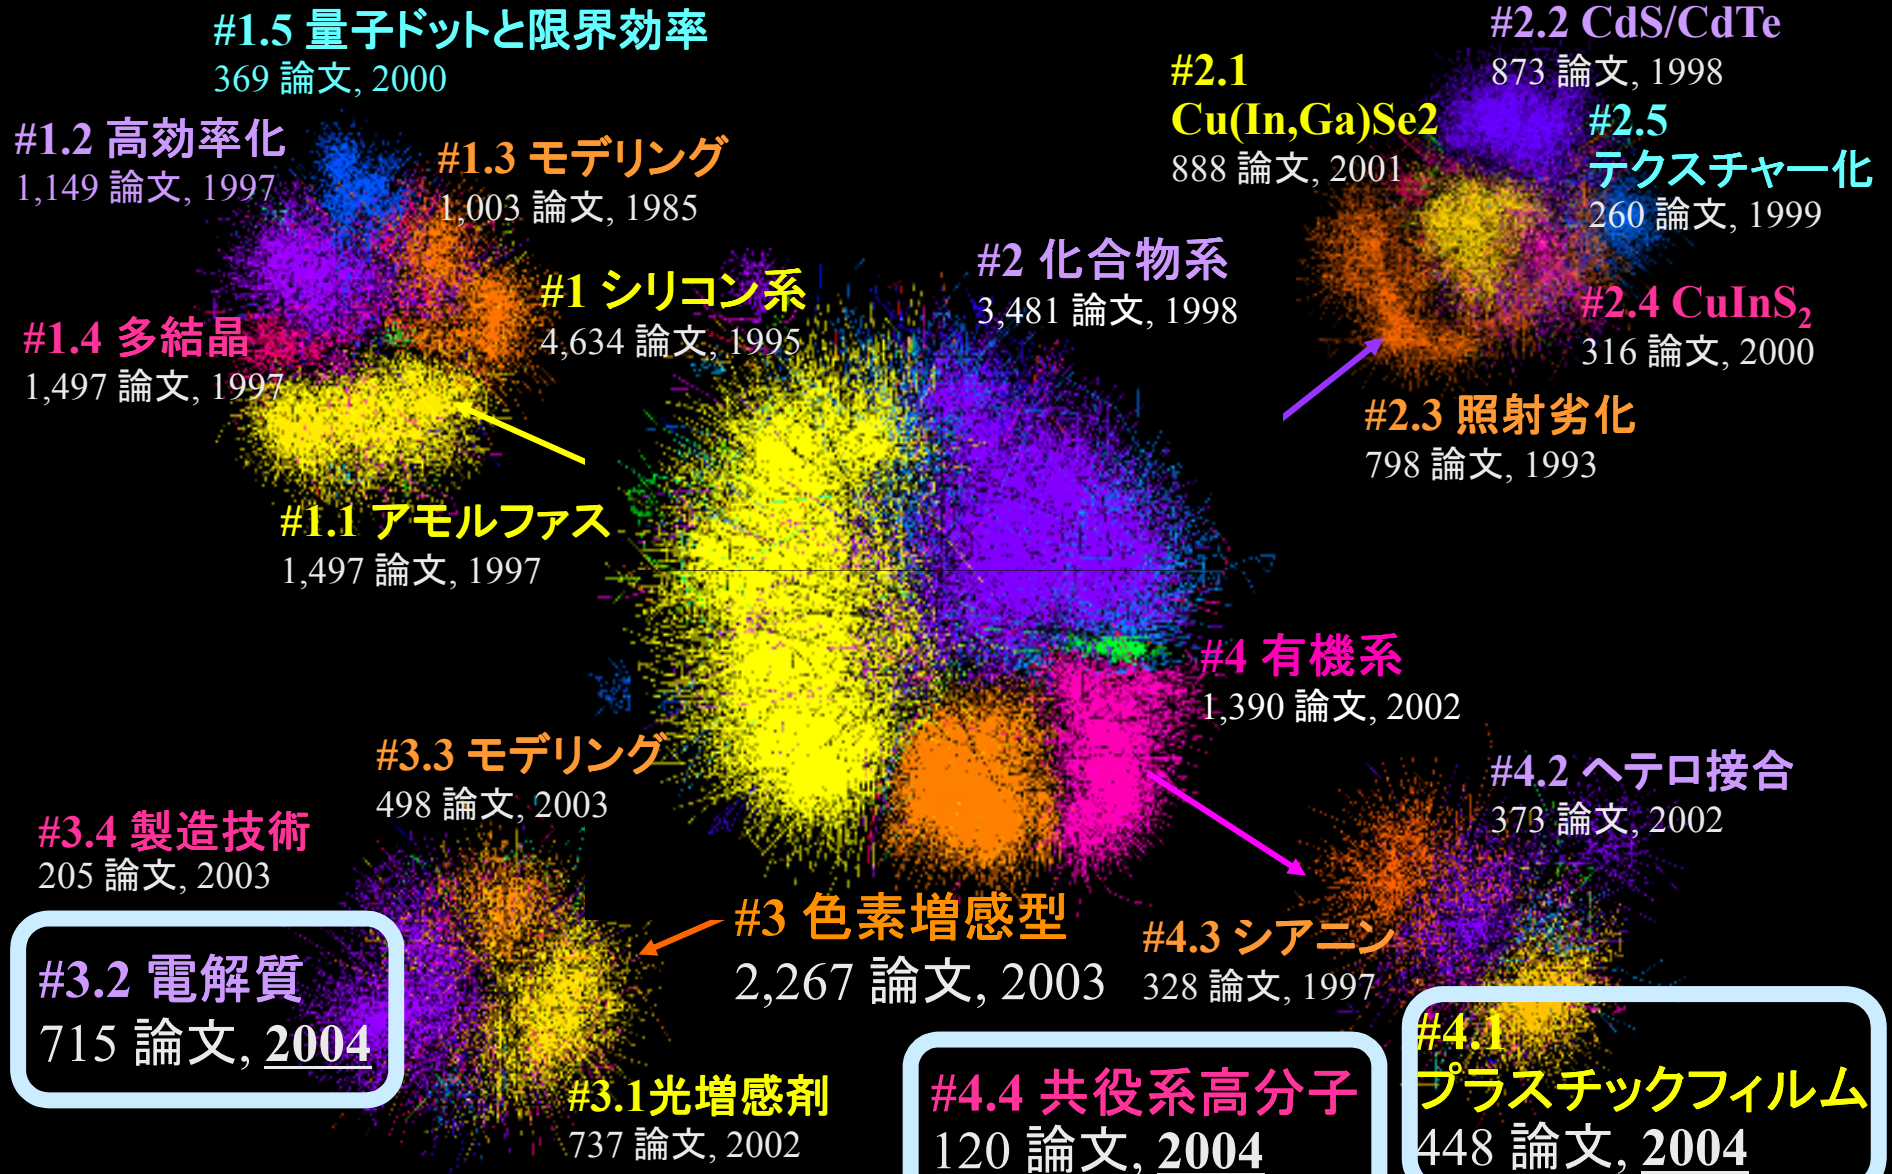 #1.5 量子ドットと限界効率
369 論文, 2000
#1.2 高効率化
1,149 論文, 1997
#1.3 モデリング
1,003 論文, 1985
#1 シリコン系
4,634 論文, 1995
#1.4 多結晶
1,497 論文, 1997
#1.1 アモルファス
1,497 論文, 1997
#2.2 CdS/CdTe
873 論文, 1998
#2.1
Cu(In,Ga)Se2
888 論文, 2001
#2.5
テクスチャー化
260 論文, 1999
#2 化合物系
3,481 論文, 1998
#2.4 CuInS₂
316 論文, 2000
#2.3 照射劣化
798 論文, 1993
#4 有機系
1,390 論文, 2002
#3.3 モデリング
498 論文, 2003
#3.4 製造技術
205 論文, 2003
#3.2 電解質
715 論文, 2004
#3 色素増感型
2,267 論文, 2003
#3.1光増感剤
737 論文, 2002
#4.2 ヘテロ接合
373 論文, 2002
#4.3 シアニン
328 論文, 1997
#4.4 共役系高分子
120 論文, 2004
#4.1
プラスチックフィルム
448 論文, 2004